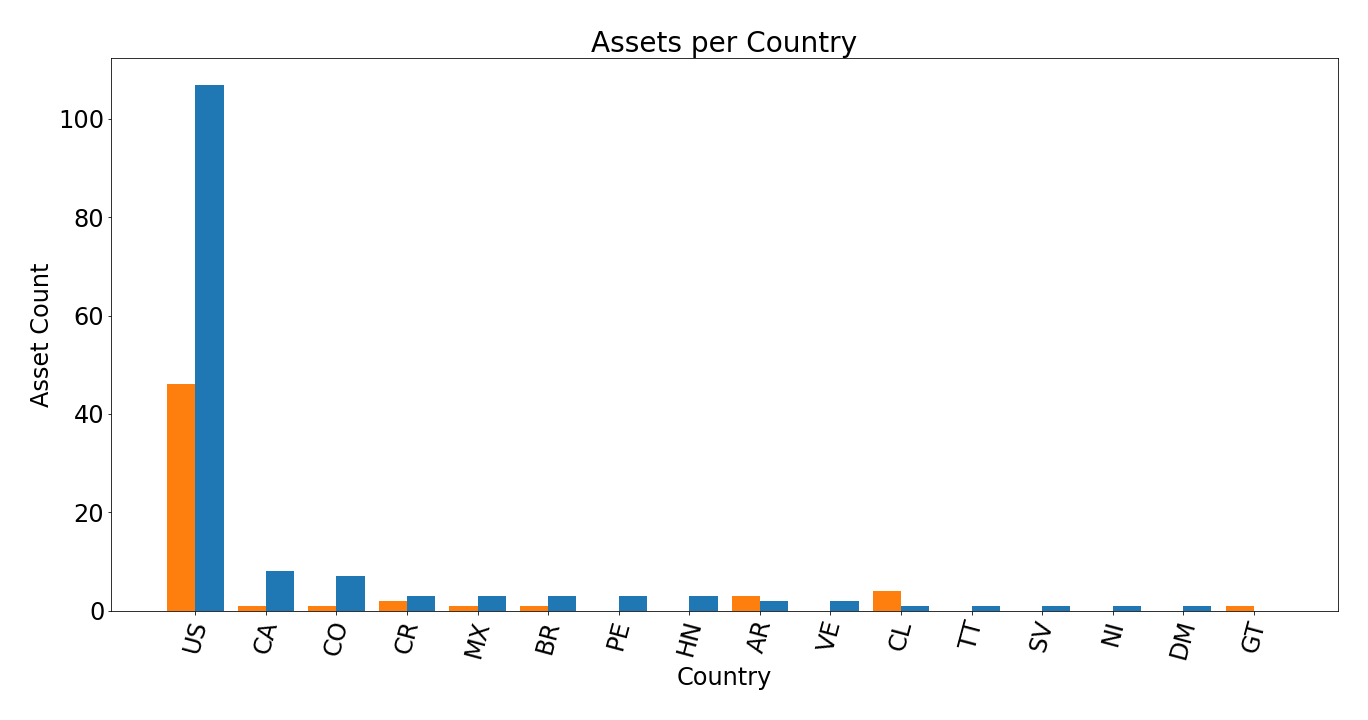 Assets per Country
Asset Count
100
80
60
40
20
0
US CA CO CR MX BR PE HN AR VE CL TT SV NI DM GT
Country